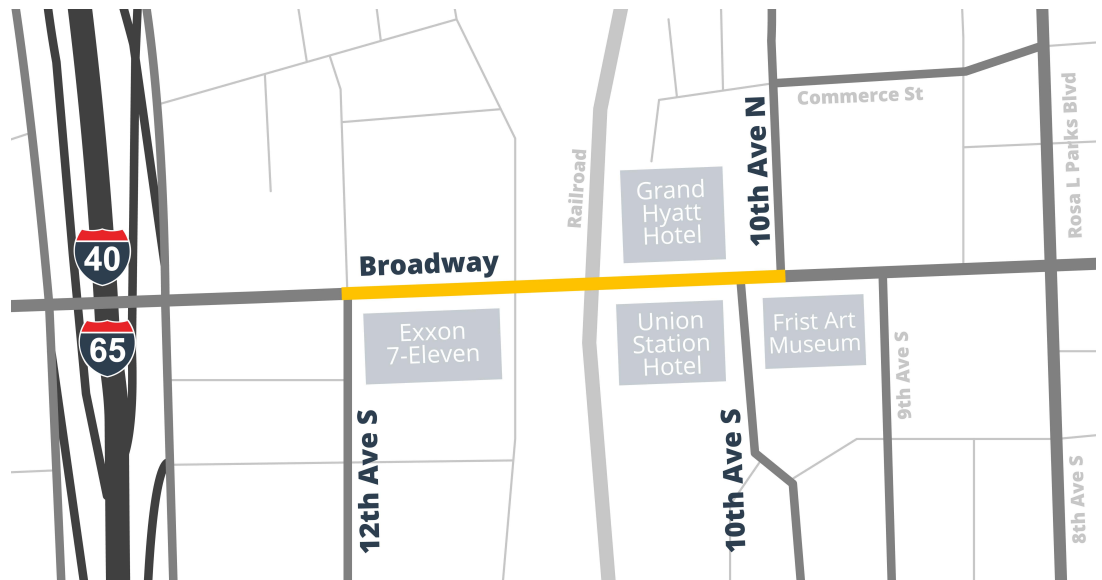 Commerce St
10th Ave N
Rosa L Parks Blvd
Railroad
Grand
Hyatt
Hotel
40
Broadway
65
Exxon
7-Eleven
Union
Station
Hotel
Frist Art
Museum
9th Ave S
12th Ave S
10th Ave S
8th Ave S